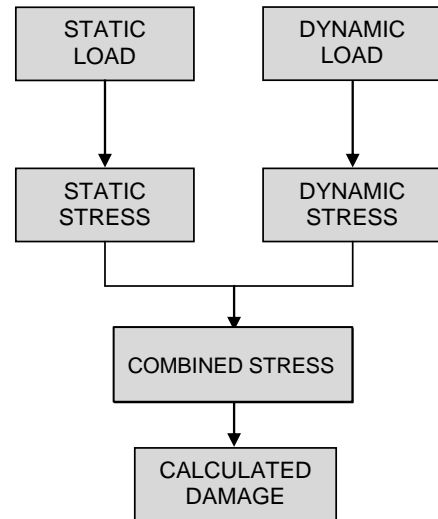 STATIC
LOAD
DYNAMIC
LOAD
STATIC
STRESS
DYNAMIC
STRESS
COMBINED STRESS
CALCULATED
DAMAGE